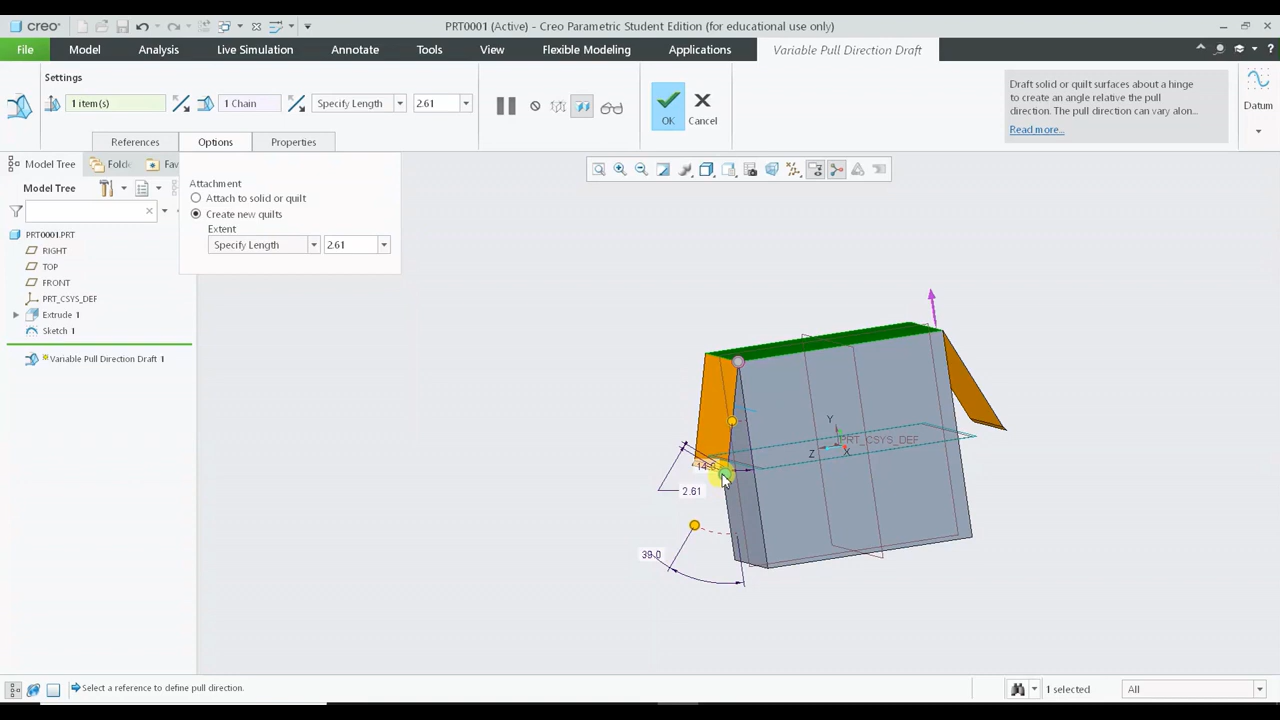 creo
PRT0001 (Active) - Creo Parametric Student Edition (for educational use only)
File Model Analysis Live Simulation Annotate Tools View Flexible Modeling Applications Variable Pull Direction Draft
Settings
1 item(s) 1 Chain Specify Length 2.61
OK Cancel
Draft solid or quilt surfaces about a hinge
to create an angle relative the pull
direction. The pull direction can vary alon...
Read more...
Datum
References Options Properties
Model Tree Folde Fav
Attachment
Attach to solid or quilt
Create new quilts
Extent
Specify Length 2.61
Model Tree
PRT0001.PRT
RIGHT
TOP
FRONT
PRT_CSYS_DEF
Extrude 1
Sketch 1
Variable Pull Direction Draft 1
Y
PRT_CSYS_DEF
Z X
2.61
39.0
Select a reference to define pull direction.
1 selected
All